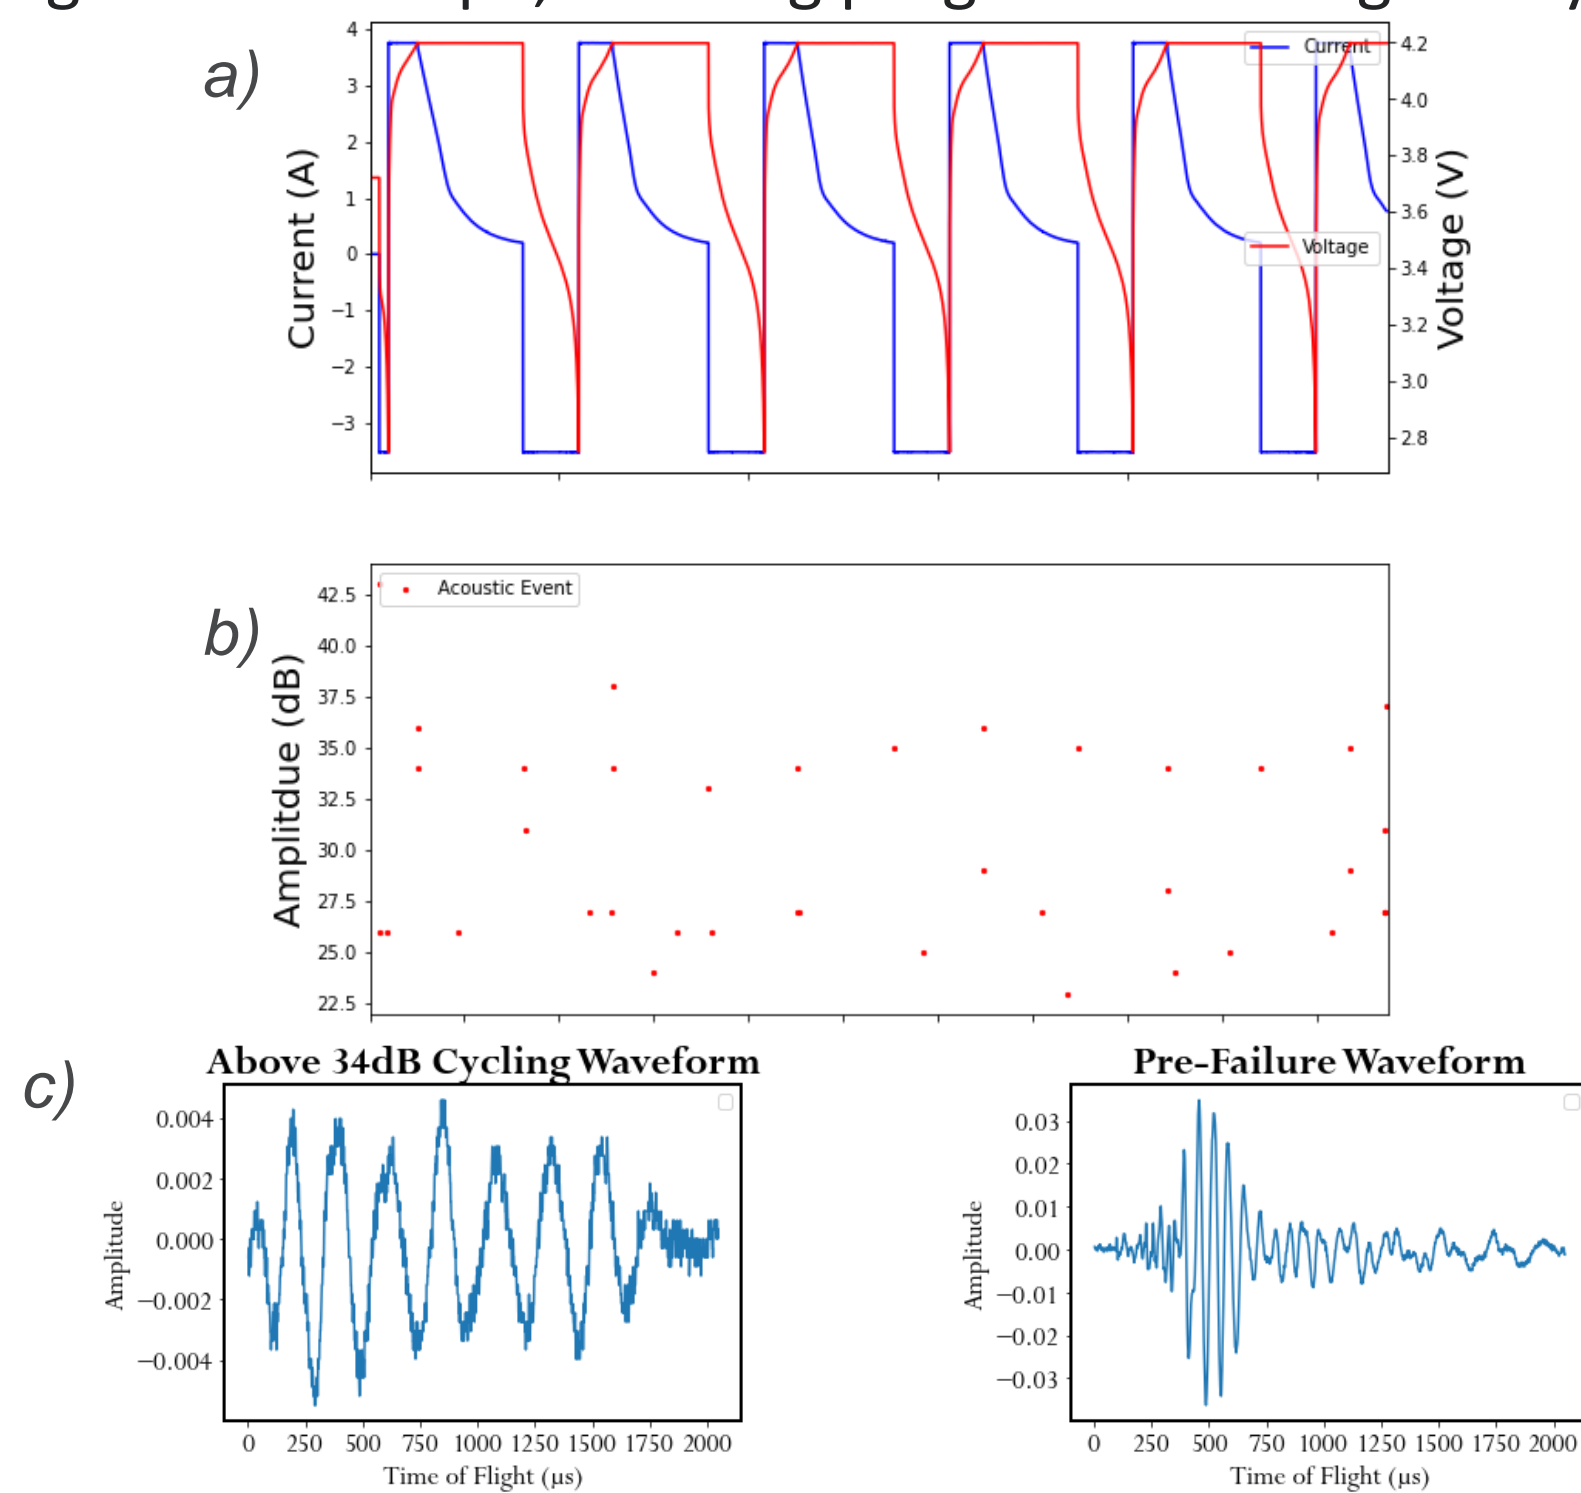 a)
4
3
2
1
0
−1
−2
−3
Current (A)
Current
Voltage
4.2
4.0
3.8
3.6
3.4
3.2
3.0
2.8
Voltage (V)
b)
Acoustic Event
42.5
40.0
37.5
35.0
32.5
30.0
27.5
25.0
22.5
Amplitdue (dB)
c)
Above 34dB Cycling Waveform
0.004
0.002
0.000
−0.002
−0.004
Amplitude
0 250 500 750 1000 1250 1500 1750 2000
Time of Flight (µs)
Pre-Failure Waveform
0.03
0.02
0.01
0.00
−0.01
−0.02
−0.03
Amplitude
0 250 500 750 1000 1250 1500 1750 2000
Time of Flight (µs)